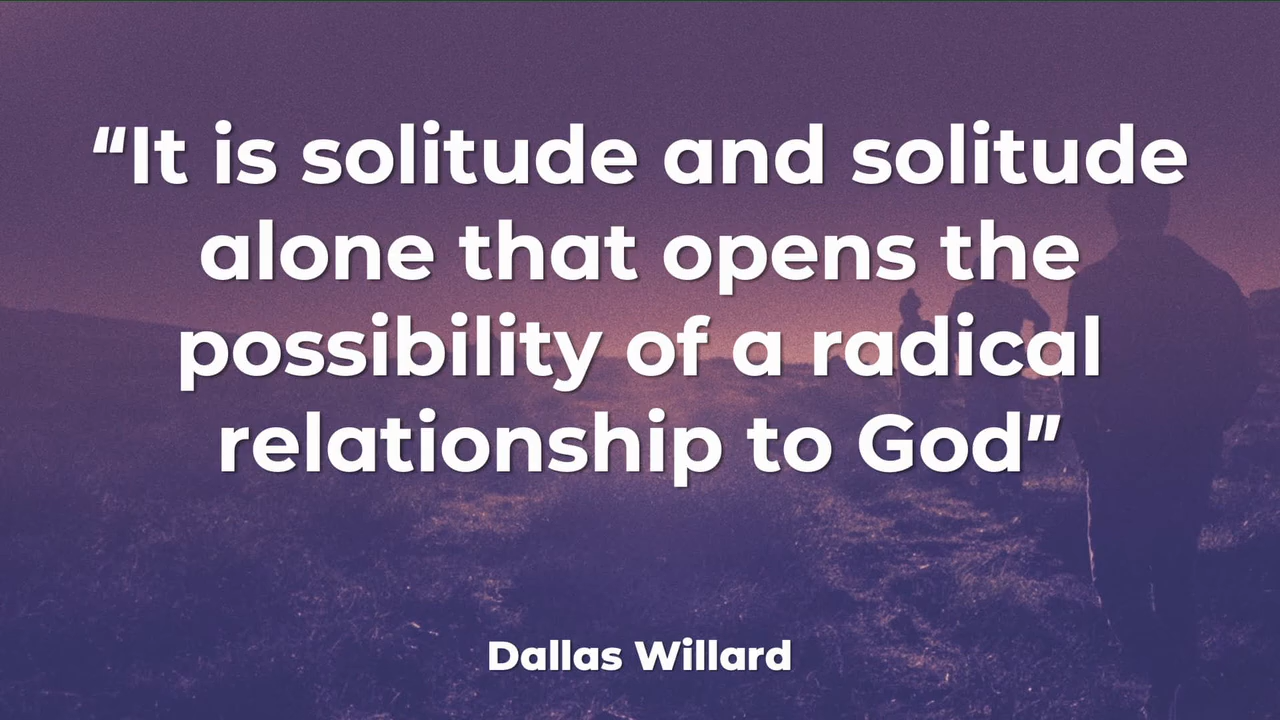 “It is solitude and solitude
alone that opens the
possibility of a radical
relationship to God”
Dallas Willard